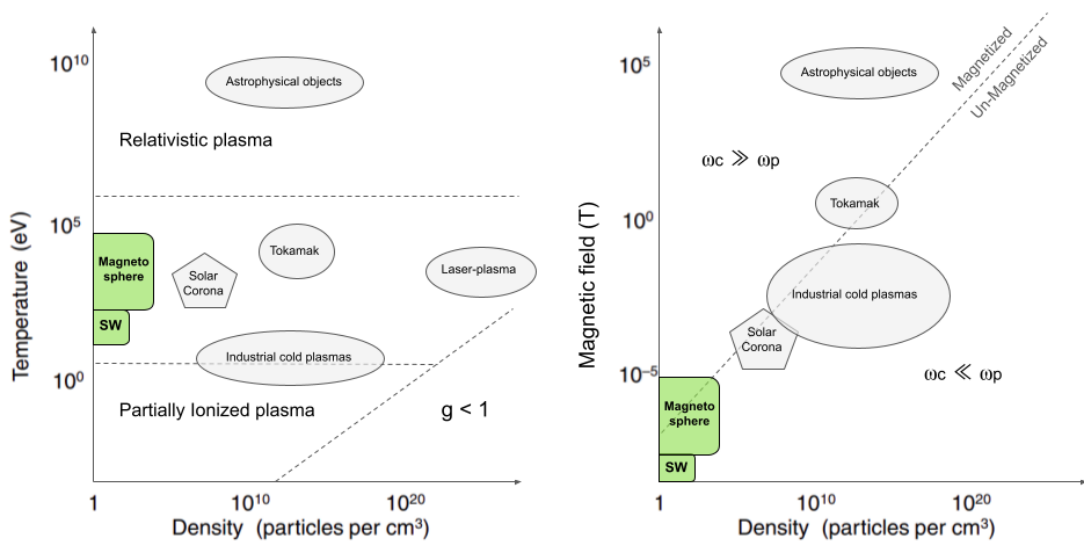 10¹⁰
Astrophysical objects
Relativistic plasma
Temperature (eV)
10⁵
Magneto
sphere
Solar
Corona
Tokamak
Laser-plasma
SW
Industrial cold plasmas
10⁰
Partially Ionized plasma
g < 1
1
10¹⁰
10²⁰
Density (particles per cm³)
10⁵
Astrophysical objects
Magnetized
Un-Magnetized
ωc ≫ ωp
Magnetic field (T)
10⁰
Tokamak
Industrial cold plasmas
Solar
Corona
10⁻⁵
ωc ≪ ωp
Magneto
sphere
SW
1
10¹⁰
10²⁰
Density (particles per cm³)